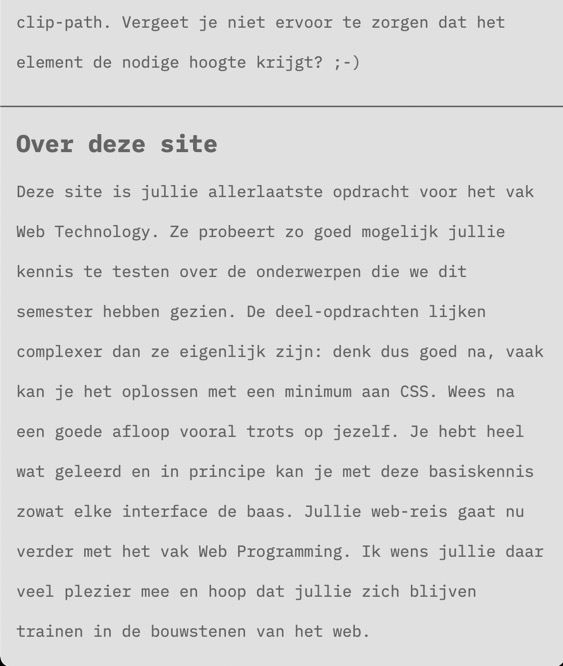 clip-path. Vergeet je niet ervoor te zorgen dat het
element de nodige hoogte krijgt? ;-)
Over deze site
Deze site is jullie allerlaatste opdracht voor het vak
Web Technology. Ze probeert zo goed mogelijk jullie
kennis te testen over de onderwerpen die we dit
semester hebben gezien. De deel-opdrachten lijken
complexer dan ze eigenlijk zijn: denk dus goed na, vaak
kan je het oplossen met een minimum aan CSS. Wees na
een goede afloop vooral trots op jezelf. Je hebt heel
wat geleerd en in principe kan je met deze basiskennis
zowat elke interface de baas. Jullie web-reis gaat nu
verder met het vak Web Programming. Ik wens jullie daar
veel plezier mee en hoop dat jullie zich blijven
trainen in de bouwstenen van het web.